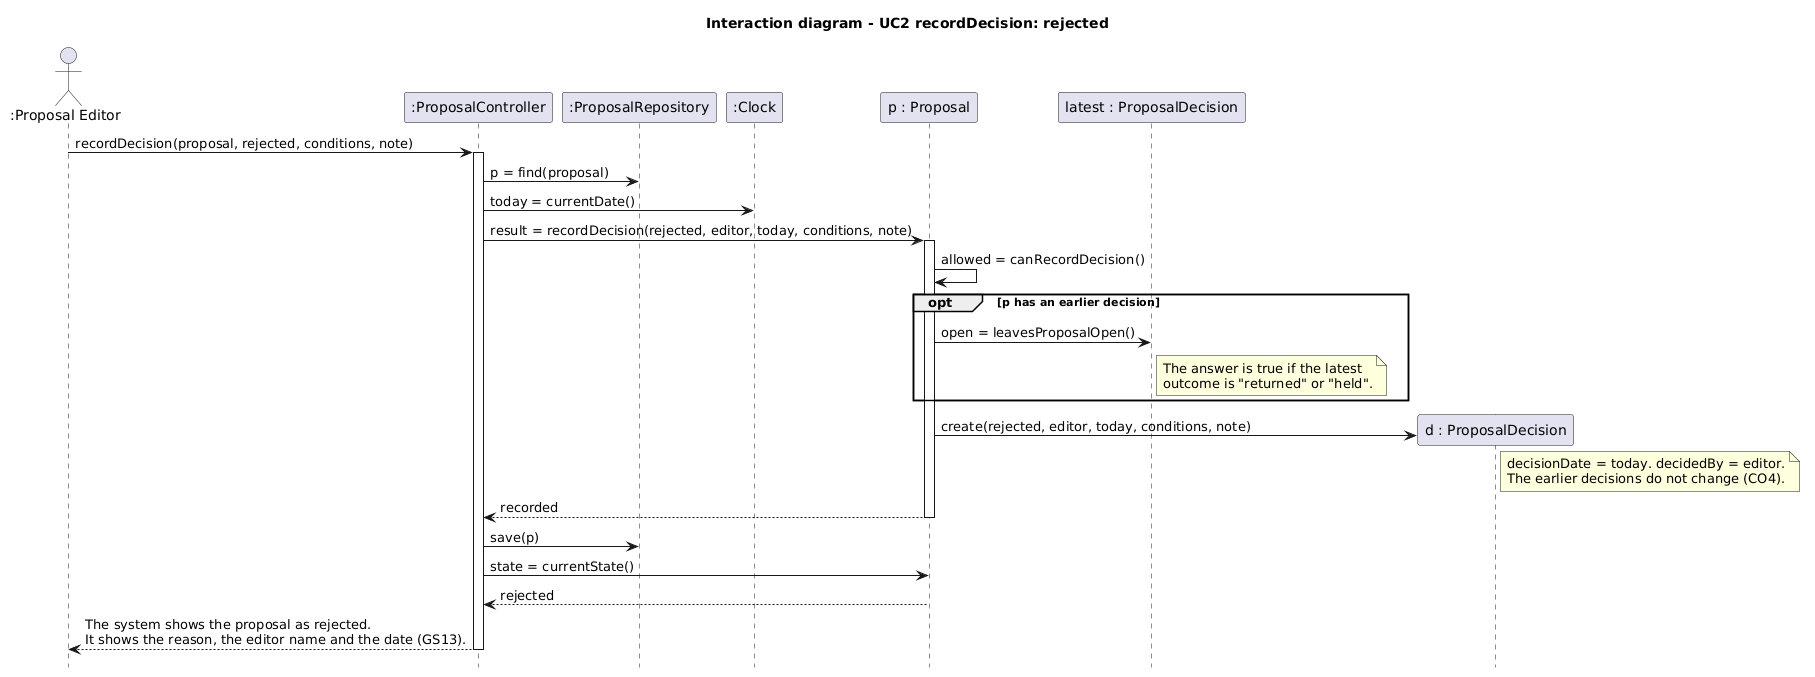 Interaction diagram - UC2 recordDecision: rejected
:Proposal Editor
:ProposalController
:ProposalRepository
:Clock
p : Proposal
latest : ProposalDecision
recordDecision(proposal, rejected, conditions, note)
p = find(proposal)
today = currentDate()
result = recordDecision(rejected, editor, today, conditions, note)
allowed = canRecordDecision()
opt
[p has an earlier decision]
open = leavesProposalOpen()
The answer is true if the latest
outcome is "returned" or "held".
create(rejected, editor, today, conditions, note)
d : ProposalDecision
decisionDate = today. decidedBy = editor.
The earlier decisions do not change (CO4).
recorded
save(p)
state = currentState()
rejected
The system shows the proposal as rejected.
It shows the reason, the editor name and the date (GS13).